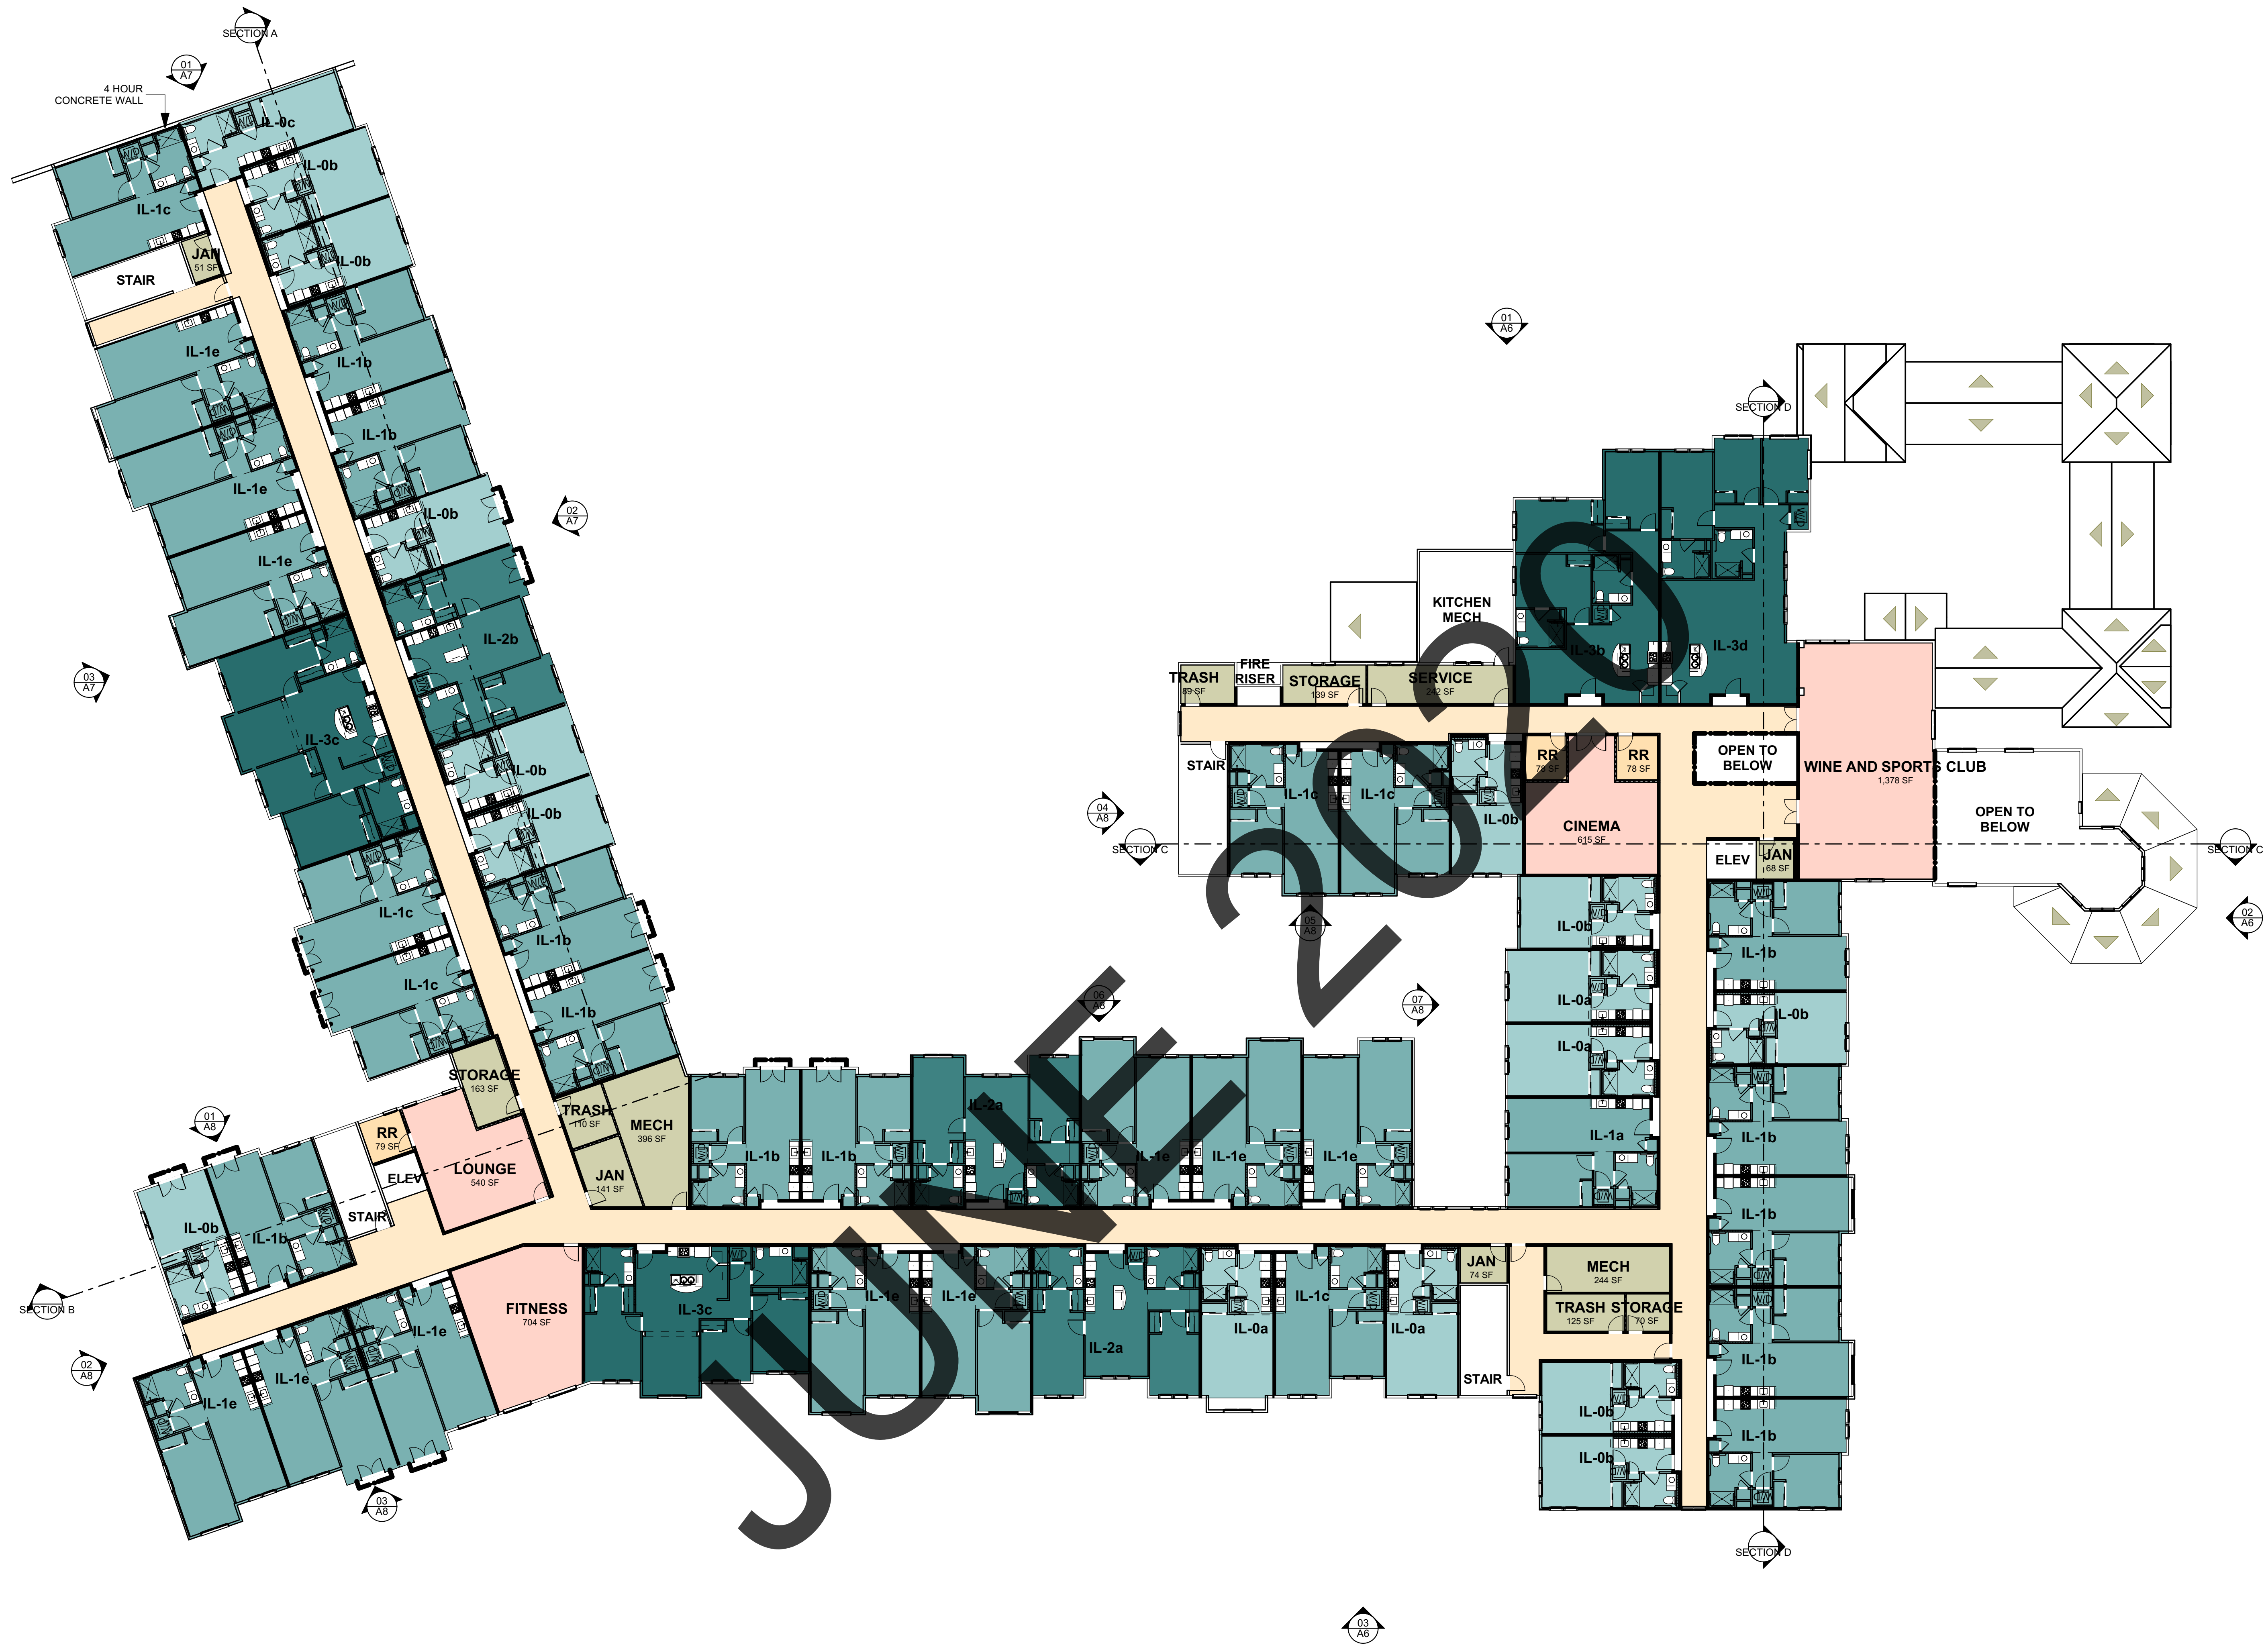 SECTION A
01
A7
4 HOUR
CONCRETE WALL
IL-0c
W/D
W/D
IL-0b
W/D
IL-1c
JAN
51 SF
STAIR
IL-0b
W/D
W/D
IL-1e
IL-1b
W/D
W/D
IL-1b
IL-1e
W/D
IL-0b
W/D
02
A7
IL-1e
W/D
IL-2b
W/D
03
A7
IL-3c
W/D
IL-0b
W/D
IL-0b
W/D
W/D
IL-1c
W/D
IL-1b
IL-1c
W/D
IL-1b
W/D
STORAGE
163 SF
TRASH
110 SF
MECH
396 SF
JAN
141 SF
01
A8
RR
79 SF
LOUNGE
540 SF
ELEV
STAIR
IL-0b
IL-1b
W/D
SECTION B
02
A8
FITNESS
704 SF
IL-1e
IL-1e
IL-1e
W/D
W/D
W/D
03
A8
IL-1b
IL-1b
IL-2a
IL-1e
IL-1e
IL-1e
W/D
W/D
W/D
W/D
W/D
W/D
IL-3c
W/D
IL-1e
W/D
IL-1e
W/D
IL-2a
W/D
IL-0a
IL-1c
W/D
IL-0a
JAN
74 SF
STAIR
MECH
244 SF
TRASH
125 SF
STORAGE
70 SF
IL-0b
W/D
IL-0b
W/D
01
A6
SECTION D
KITCHEN
MECH
IL-3b
W/D
IL-3d
W/D
TRASH
89 SF
FIRE
RISER
STORAGE
139 SF
SERVICE
242 SF
STAIR
IL-1c
W/D
IL-1c
W/D
IL-0b
W/D
RR
78 SF
RR
78 SF
CINEMA
615 SF
OPEN TO
BELOW
WINE AND SPORTS CLUB
1,378 SF
OPEN TO
BELOW
04
A8
SECTION C
SECTION C
ELEV
JAN
68 SF
02
A6
05
A8
06
A8
07
A8
IL-0b
W/D
IL-0a
W/D
IL-0a
W/D
IL-1a
W/D
IL-1b
W/D
IL-0b
W/D
IL-1b
W/D
IL-1b
W/D
IL-1b
W/D
IL-1b
W/D
SECTION D
03
A6
JUNE 2020